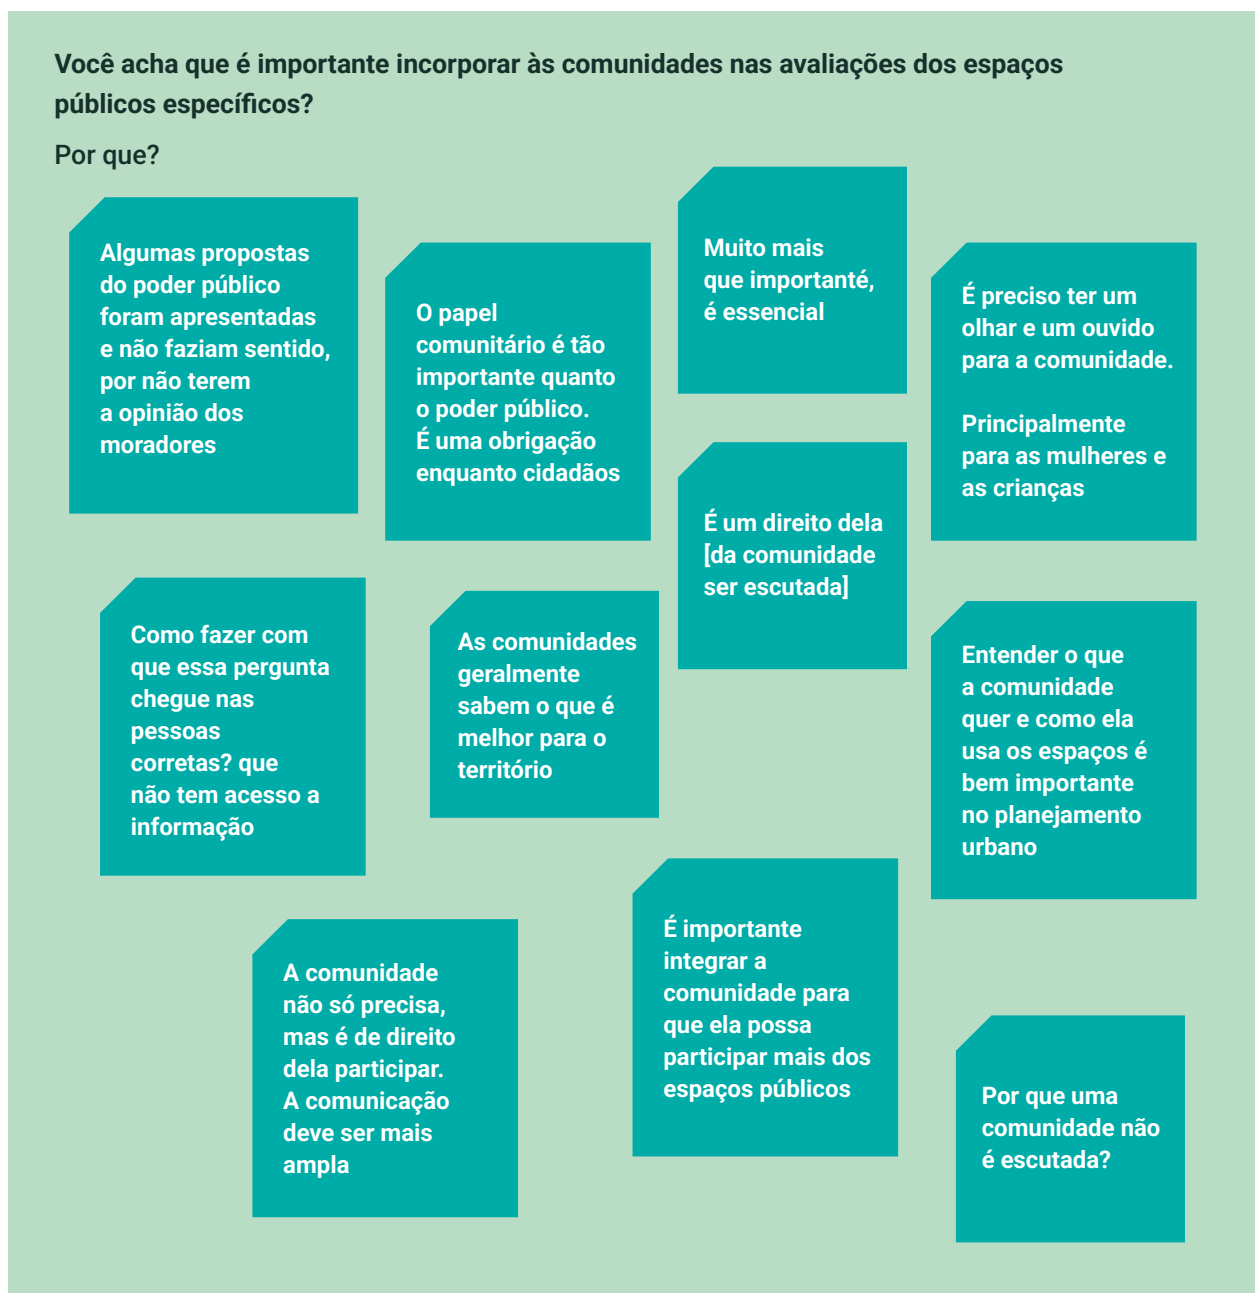 Você acha que é importante incorporar às comunidades nas avaliações dos espaços
públicos específicos?
Por que?
Algumas propostas
do poder público
foram apresentadas
e não faziam sentido,
por não terem
a opinião dos
moradores
O papel
comunitário é tão
importante quanto
o poder público.
É uma obrigação
enquanto cidadãos
Muito mais
que importanté,
é essencial
É preciso ter um
olhar e um ouvido
para a comunidade.
Principalmente
para as mulheres e
as crianças
É um direito dela
[da comunidade
ser escutada]
Como fazer com
que essa pergunta
chegue nas
pessoas
corretas? que
não tem acesso a
informação
As comunidades
geralmente
sabem o que é
melhor para o
território
Entender o que
a comunidade
quer e como ela
usa os espaços é
bem importante
no planejamento
urbano
A comunidade
não só precisa,
mas é de direito
dela participar.
A comunicação
deve ser mais
ampla
É importante
integrar a
comunidade para
que ela possa
participar mais dos
espaços públicos
Por que uma
comunidade não
é escutada?